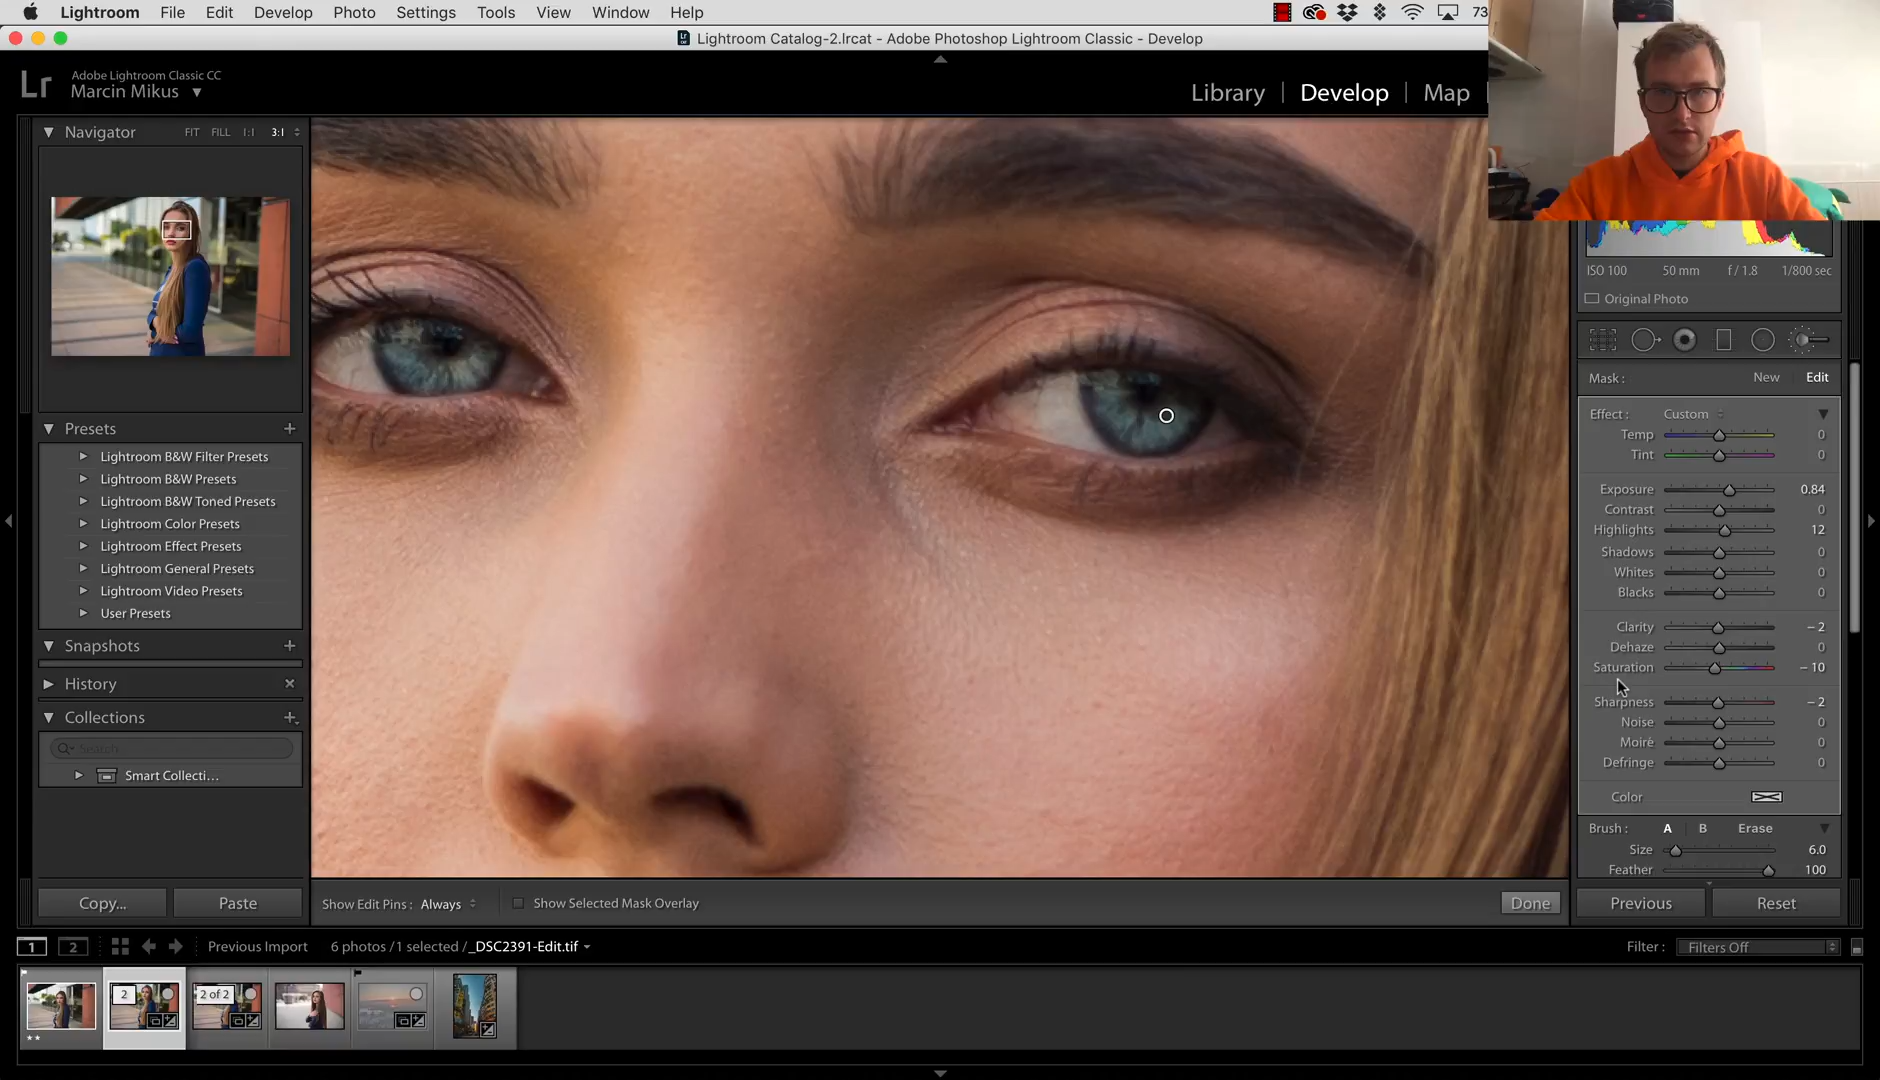 Lightroom File Edit Develop Photo Settings Tools View Window Help 73
Lightroom Catalog-2.lrcat - Adobe Photoshop Lightroom Classic - Develop
Lr Adobe Lightroom Classic CC
Marcin Mikus
Library | Develop | Map
Navigator FIT FILL 1:1 3:1
Presets
Lightroom B&W Filter Presets
Lightroom B&W Presets
Lightroom B&W Toned Presets
Lightroom Color Presets
Lightroom Effect Presets
Lightroom General Presets
Lightroom Video Presets
User Presets
Snapshots
History
Collections
Search
Smart Collecti...
Copy... Paste
Show Edit Pins : Always
Show Selected Mask Overlay
Done
ISO 100 50 mm f / 1.8 1/800 sec
Original Photo
Mask : New Edit
Effect : Custom
Temp 0
Tint 0
Exposure 0.84
Contrast 0
Highlights 12
Shadows 0
Whites 0
Blacks 0
Clarity – 2
Dehaze 0
Saturation – 10
Sharpness – 2
Noise 0
Moiré 0
Defringe 0
Color
Brush : A B Erase
Size 6.0
Feather 100
Previous Reset
1 2 Previous Import 6 photos /1 selected /_DSC2391-Edit.tif
Filter : Filters Off
2
2 of 2